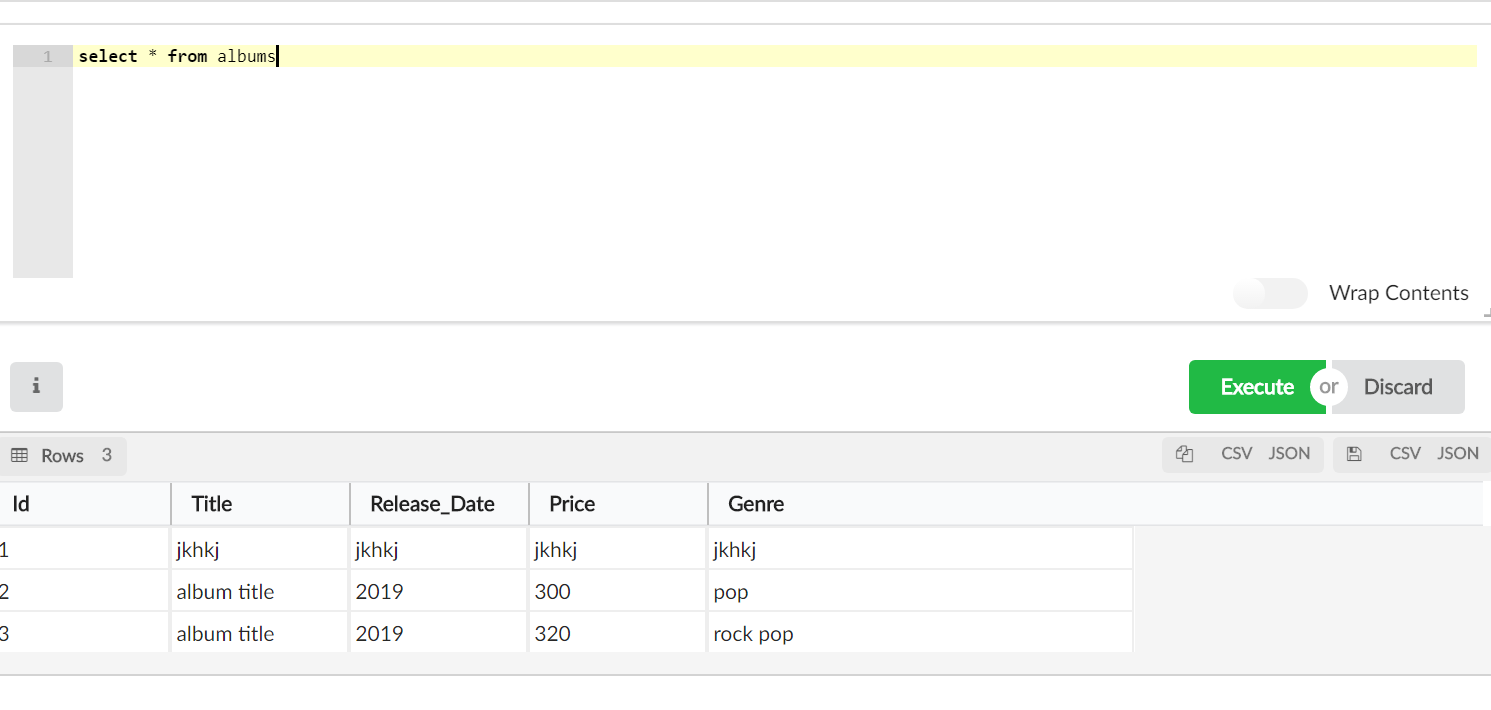 1 select * from albums
Wrap Contents
i
Execute or Discard
Rows 3 CSV JSON CSV JSON
Id Title Release_Date Price Genre
1 jkhkj jkhkj jkhkj jkhkj
2 album title 2019 300 pop
3 album title 2019 320 rock pop